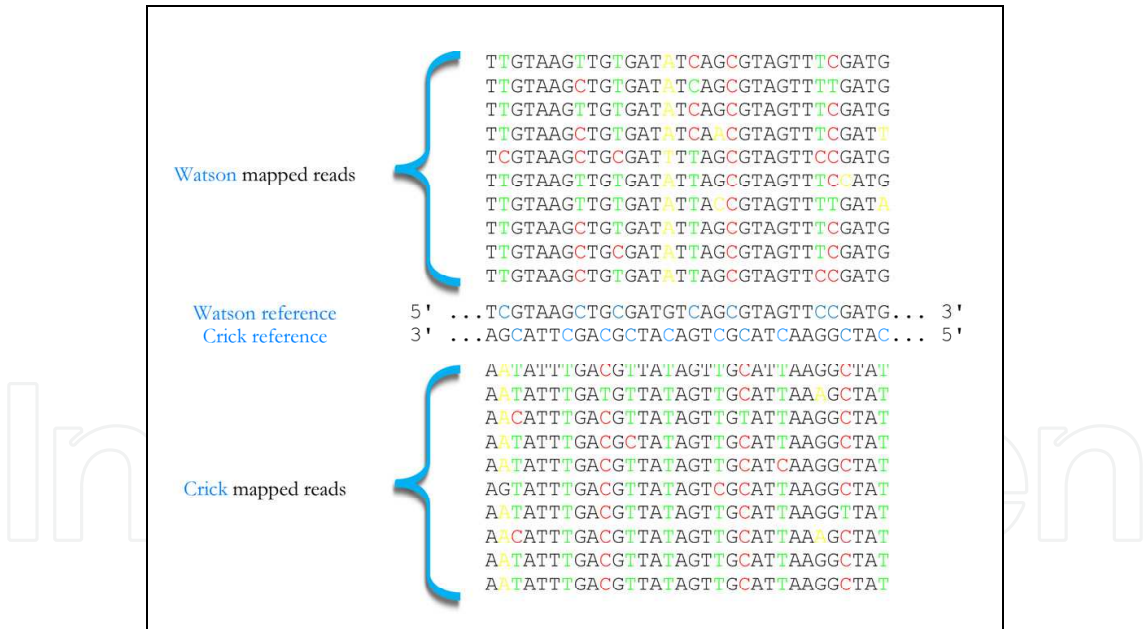 TTGTAAGTTGTGATATCAGCGTAGTTTCGATG
TTGTAAGCTGTGATATCAGCGTAGTTTTGATG
TTGTAAGTTGTGATATCAGCGTAGTTTCGATG
TTGTAAGCTGTGATATCAACGTAGTTTCGATT
TCGTAAGCTGCGATTTTAGCGTAGTTCCGATG
Watson mapped reads
TTGTAAGTTGTGATATTAGCGTAGTTTCCATG
TTGTAAGTTGTGATATTACCGTAGTTTTGATA
TTGTAAGCTGTGATATTAGCGTAGTTTCGATG
TTGTAAGCTGCGATATTAGCGTAGTTTCGATG
TTGTAAGCTGTGATATTAGCGTAGTTCCGATG
Watson reference 5' ...TCGTAAGCTGCGATGTCAGCGTAGTTCCGATG... 3'
Crick reference 3' ...AGCATTCGACGCTACAGTCGCATCAAGGCTAC... 5'
AATATTTGACGTTATAGTTGCATTAAGGCTAT
AATATTTGATGTTATAGTTGCATTAAAGCTAT
AACATTTGACGTTATAGTTGTATTAAGGCTAT
AATATTTGACGCTATAGTTGCATTAAGGCTAT
AATATTTGACGTTATAGTTGCATCAAGGCTAT
Crick mapped reads
AGTATTTGACGTTATAGTCGCATTAAGGCTAT
AATATTTGACGTTATAGTTGCATTAAGGTTAT
AACATTTGACGTTATAGTTGCATTAAAGCTAT
AATATTTGACGTTATAGTTGCATTAAGGCTAT
AATATTTGACGTTATAGTTGCATTAAGGCTAT